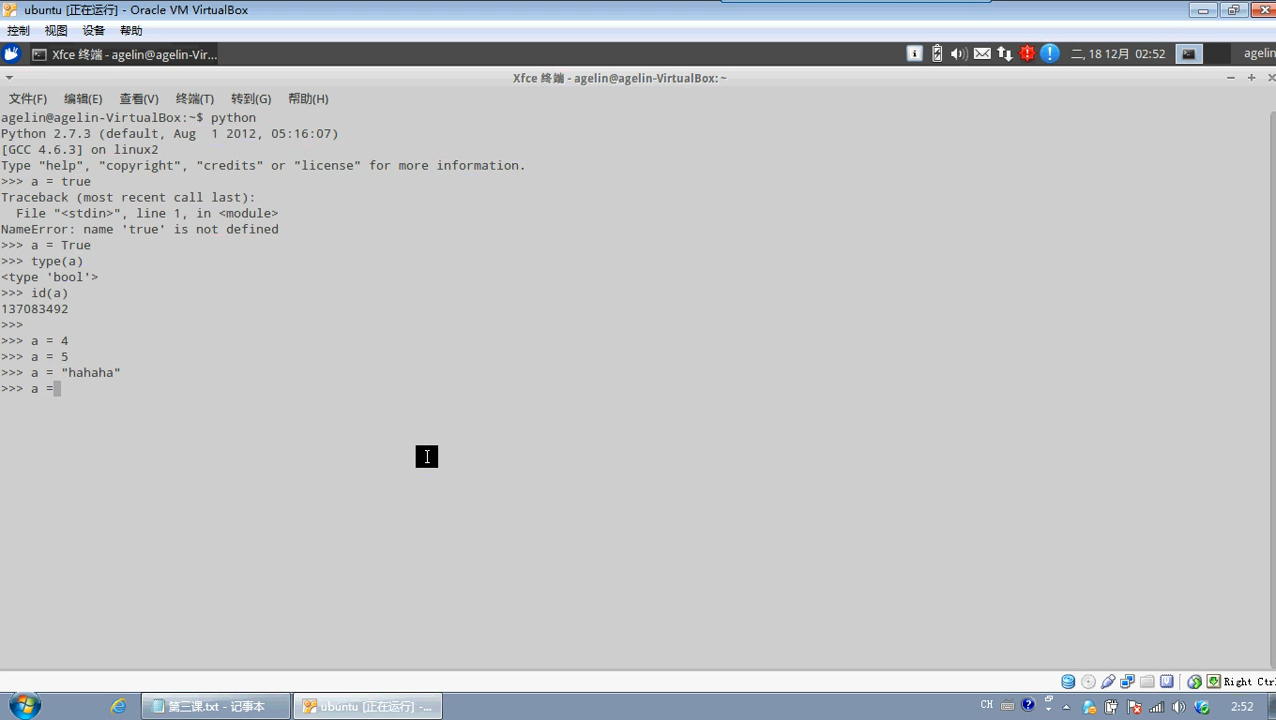 ubuntu [正在运行] - Oracle VM VirtualBox
控制 视图 设备 帮助
Xfce 终端 - agelin@agelin-Vir...
二, 18 12月 02:52
agelin
Xfce 终端 - agelin@agelin-VirtualBox: ~
文件(F) 编辑(E) 查看(V) 终端(T) 转到(G) 帮助(H)
agelin@agelin-VirtualBox:~$ python
Python 2.7.3 (default, Aug  1 2012, 05:16:07)
[GCC 4.6.3] on linux2
Type "help", "copyright", "credits" or "license" for more information.
>>> a = true
Traceback (most recent call last):
  File "<stdin>", line 1, in <module>
NameError: name 'true' is not defined
>>> a = True
>>> type(a)
<type 'bool'>
>>> id(a)
137083492
>>>
>>> a = 4
>>> a = 5
>>> a = "hahaha"
>>> a =
Right Ctrl
第三课.txt - 记事本
ubuntu [正在运行] -...
CH
2:52